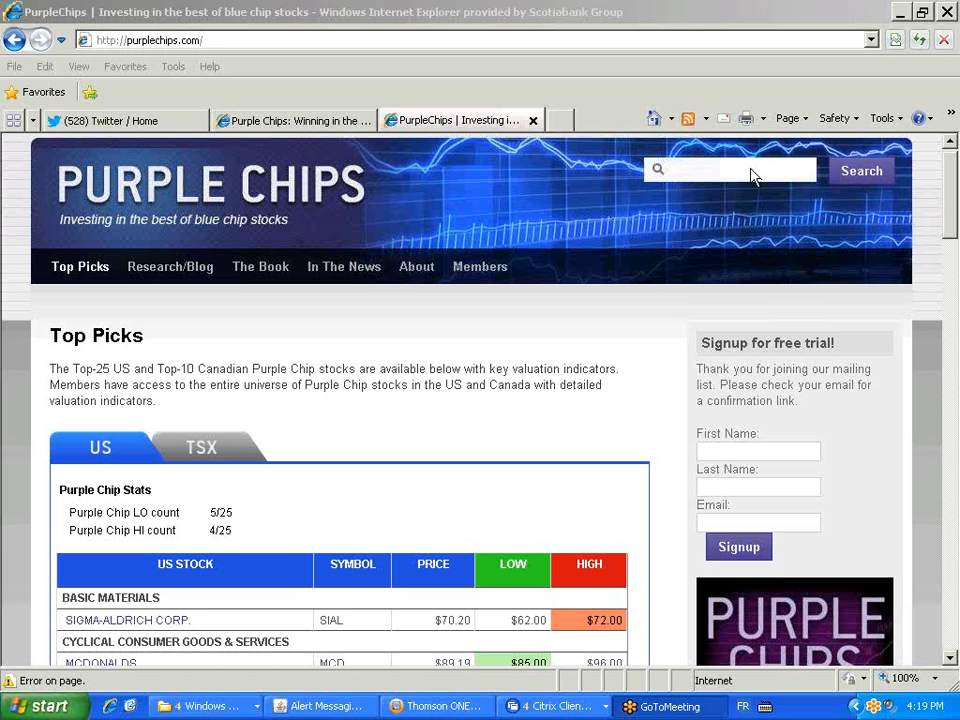 PurpleChips | Investing in the best of blue chip stocks - Windows Internet Explorer provided by Scotiabank Group
http://purplechips.com/
File Edit View Favorites Tools Help
Favorites
(528) Twitter / Home
Purple Chips: Winning in the ...
PurpleChips | Investing i...
Page Safety Tools
PURPLE CHIPS
Investing in the best of blue chip stocks
Search
Top Picks Research/Blog The Book In The News About Members
Top Picks
The Top-25 US and Top-10 Canadian Purple Chip stocks are available below with key valuation indicators.
Members have access to the entire universe of Purple Chip stocks in the US and Canada with detailed
valuation indicators.
US TSX
Purple Chip Stats
Purple Chip LO count 5/25
Purple Chip HI count 4/25
US STOCK SYMBOL PRICE LOW HIGH
BASIC MATERIALS
SIGMA-ALDRICH CORP. SIAL $70.20 $62.00 $72.00
CYCLICAL CONSUMER GOODS & SERVICES
MCDONALDS MCD $89.19 $85.00 $96.00
Signup for free trial!
Thank you for joining our mailing
list. Please check your email for
a confirmation link.
First Name:
Last Name:
Email:
Signup
PURPLE
CHIPS
Error on page.
Internet
100%
start
4 Windows ...
Alert Messagi...
Thomson ONE...
4 Citrix Clien...
GoToMeeting
FR
4:19 PM